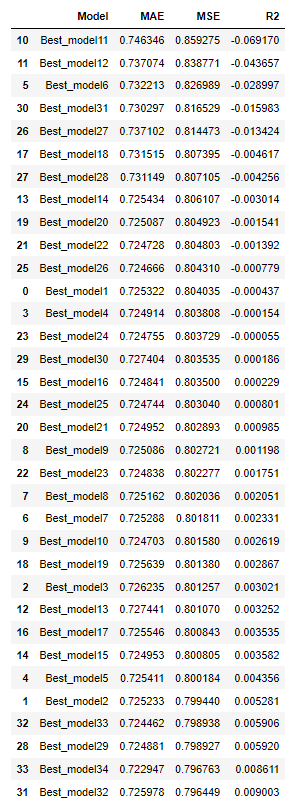 Model MAE MSE R2
10 Best_model11 0.746346 0.859275 -0.069170
11 Best_model12 0.737074 0.838771 -0.043657
5 Best_model6 0.732213 0.826989 -0.028997
30 Best_model31 0.730297 0.816529 -0.015983
26 Best_model27 0.737102 0.814473 -0.013424
17 Best_model18 0.731515 0.807395 -0.004617
27 Best_model28 0.731149 0.807105 -0.004256
13 Best_model14 0.725434 0.806107 -0.003014
19 Best_model20 0.725087 0.804923 -0.001541
21 Best_model22 0.724728 0.804803 -0.001392
25 Best_model26 0.724666 0.804310 -0.000779
0 Best_model1 0.725322 0.804035 -0.000437
3 Best_model4 0.724914 0.803808 -0.000154
23 Best_model24 0.724755 0.803729 -0.000055
29 Best_model30 0.727404 0.803535 0.000186
15 Best_model16 0.724841 0.803500 0.000229
24 Best_model25 0.724744 0.803040 0.000801
20 Best_model21 0.724952 0.802893 0.000985
8 Best_model9 0.725086 0.802721 0.001198
22 Best_model23 0.724838 0.802277 0.001751
7 Best_model8 0.725162 0.802036 0.002051
6 Best_model7 0.725288 0.801811 0.002331
9 Best_model10 0.724703 0.801580 0.002619
18 Best_model19 0.725639 0.801380 0.002867
2 Best_model3 0.726235 0.801257 0.003021
12 Best_model13 0.727441 0.801070 0.003252
16 Best_model17 0.725546 0.800843 0.003535
14 Best_model15 0.724953 0.800805 0.003582
4 Best_model5 0.725411 0.800184 0.004356
1 Best_model2 0.725233 0.799440 0.005281
32 Best_model33 0.724462 0.798938 0.005906
28 Best_model29 0.724881 0.798927 0.005920
33 Best_model34 0.722947 0.796763 0.008611
31 Best_model32 0.725978 0.796449 0.009003